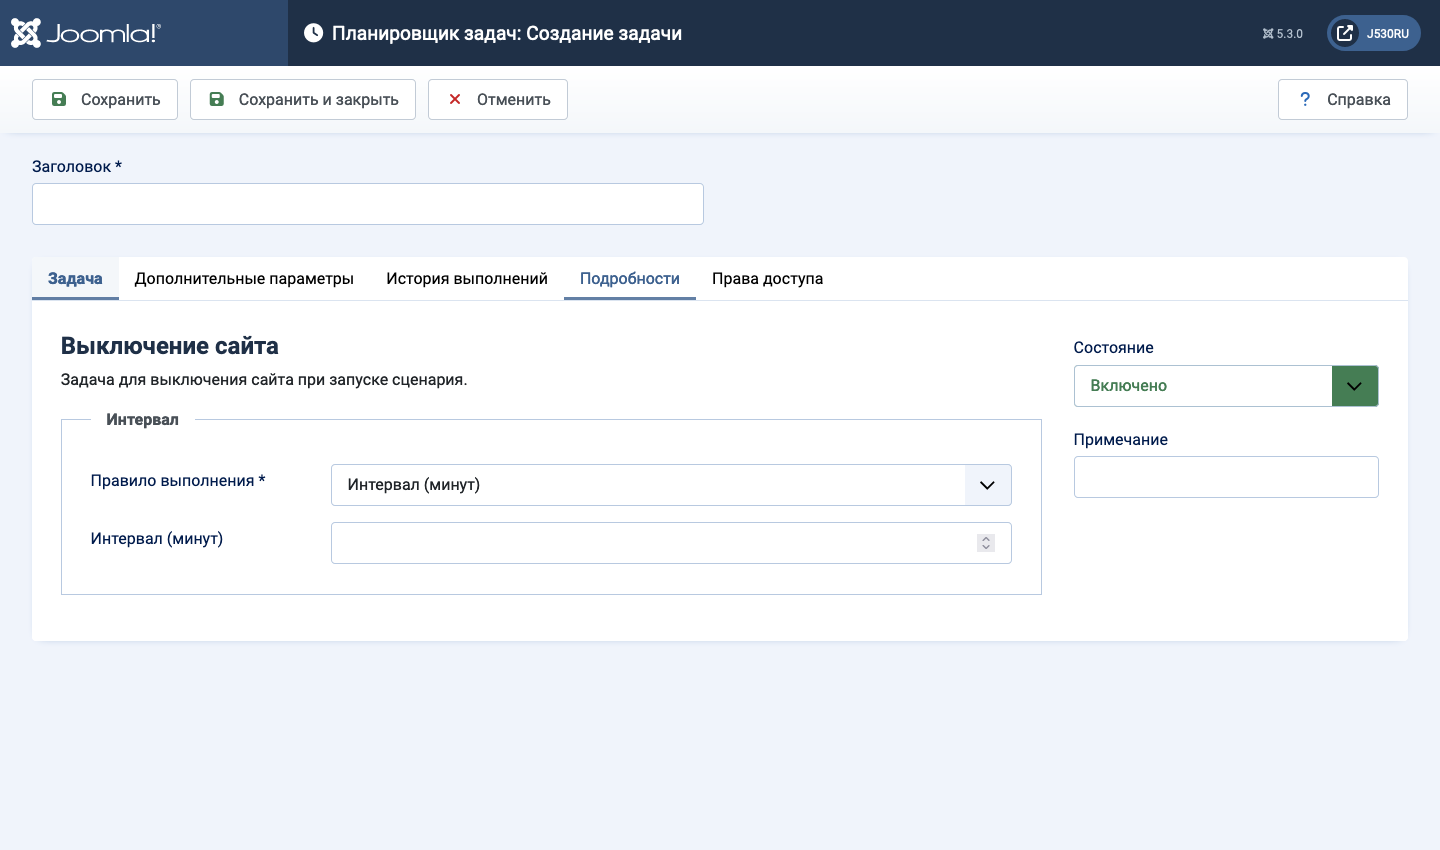 Joomla!®
Планировщик задач: Создание задачи
5.3.0
J530RU
Сохранить
Сохранить и закрыть
Отменить
? Справка
Заголовок *
Задача
Дополнительные параметры
История выполнений
Подробности
Права доступа
Выключение сайта
Задача для выключения сайта при запуске сценария.
Интервал
Правило выполнения *
Интервал (минут)
Интервал (минут)
Состояние
Включено
Примечание